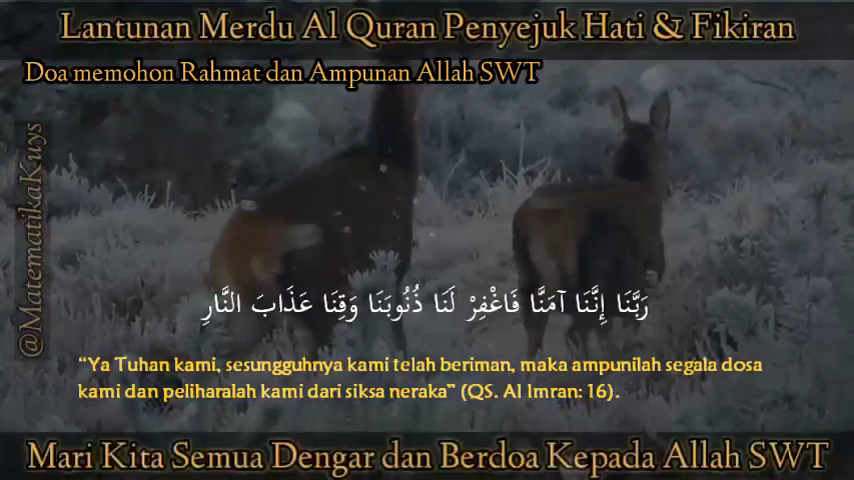 Lantunan Merdu Al Quran Penyejuk Hati & Fikiran
Doa memohon Rahmat dan Ampunan Allah SWT
@MatematikaKuys
رَبَّنَا إِنَّنَا آمَنَّا فَاغْفِرْ لَنَا ذُنُوبَنَا وَقِنَا عَذَابَ النَّارِ
“Ya Tuhan kami, sesungguhnya kami telah beriman, maka ampunilah segala dosa
kami dan peliharalah kami dari siksa neraka” (QS. Al Imran: 16).
Mari Kita Semua Dengar dan Berdoa Kepada Allah SWT